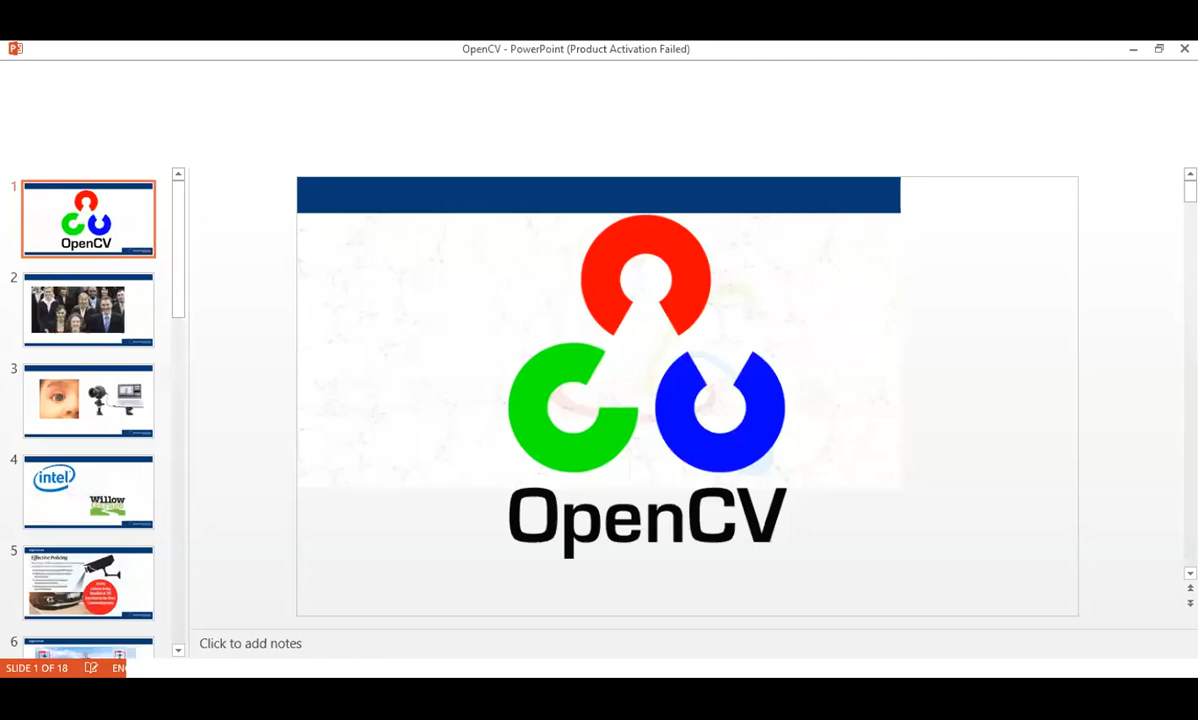 OpenCV - PowerPoint (Product Activation Failed)
1
OpenCV
2
3
4
intel
Willow
5
Effective Policing
6
OpenCV
Click to add notes
SLIDE 1 OF 18
EN